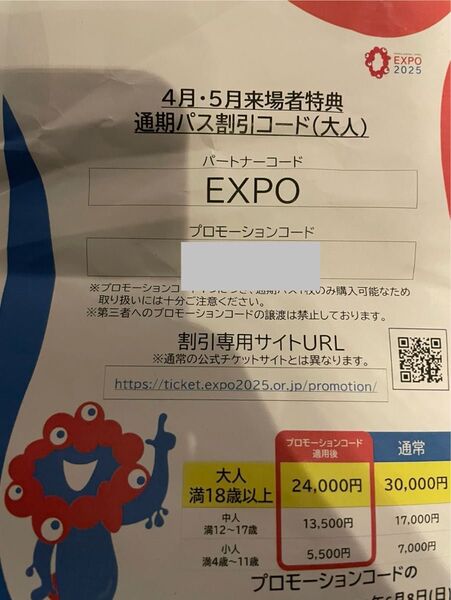 EXPO
2025
4月・5月来場者特典
通期パス割引コード(大人)
パートナーコード
EXPO
プロモーションコード
※プロモーションコード1つにつき、通期パス1枚のみ購入可能なため
取り扱いには十分ご注意ください。
※第三者へのプロモーションコードの譲渡は禁止しております。
割引専用サイトURL
※通常の公式チケットサイトとは異なります。
https://ticket.expo2025.or.jp/promotion/
プロモーションコード
適用後
通常
大人
満18歳以上
24,000円
30,000円
中人
満12～17歳
13,500円
17,000円
小人
満4歳～11歳
5,500円
7,000円
プロモーションコードの
6月8日(日)